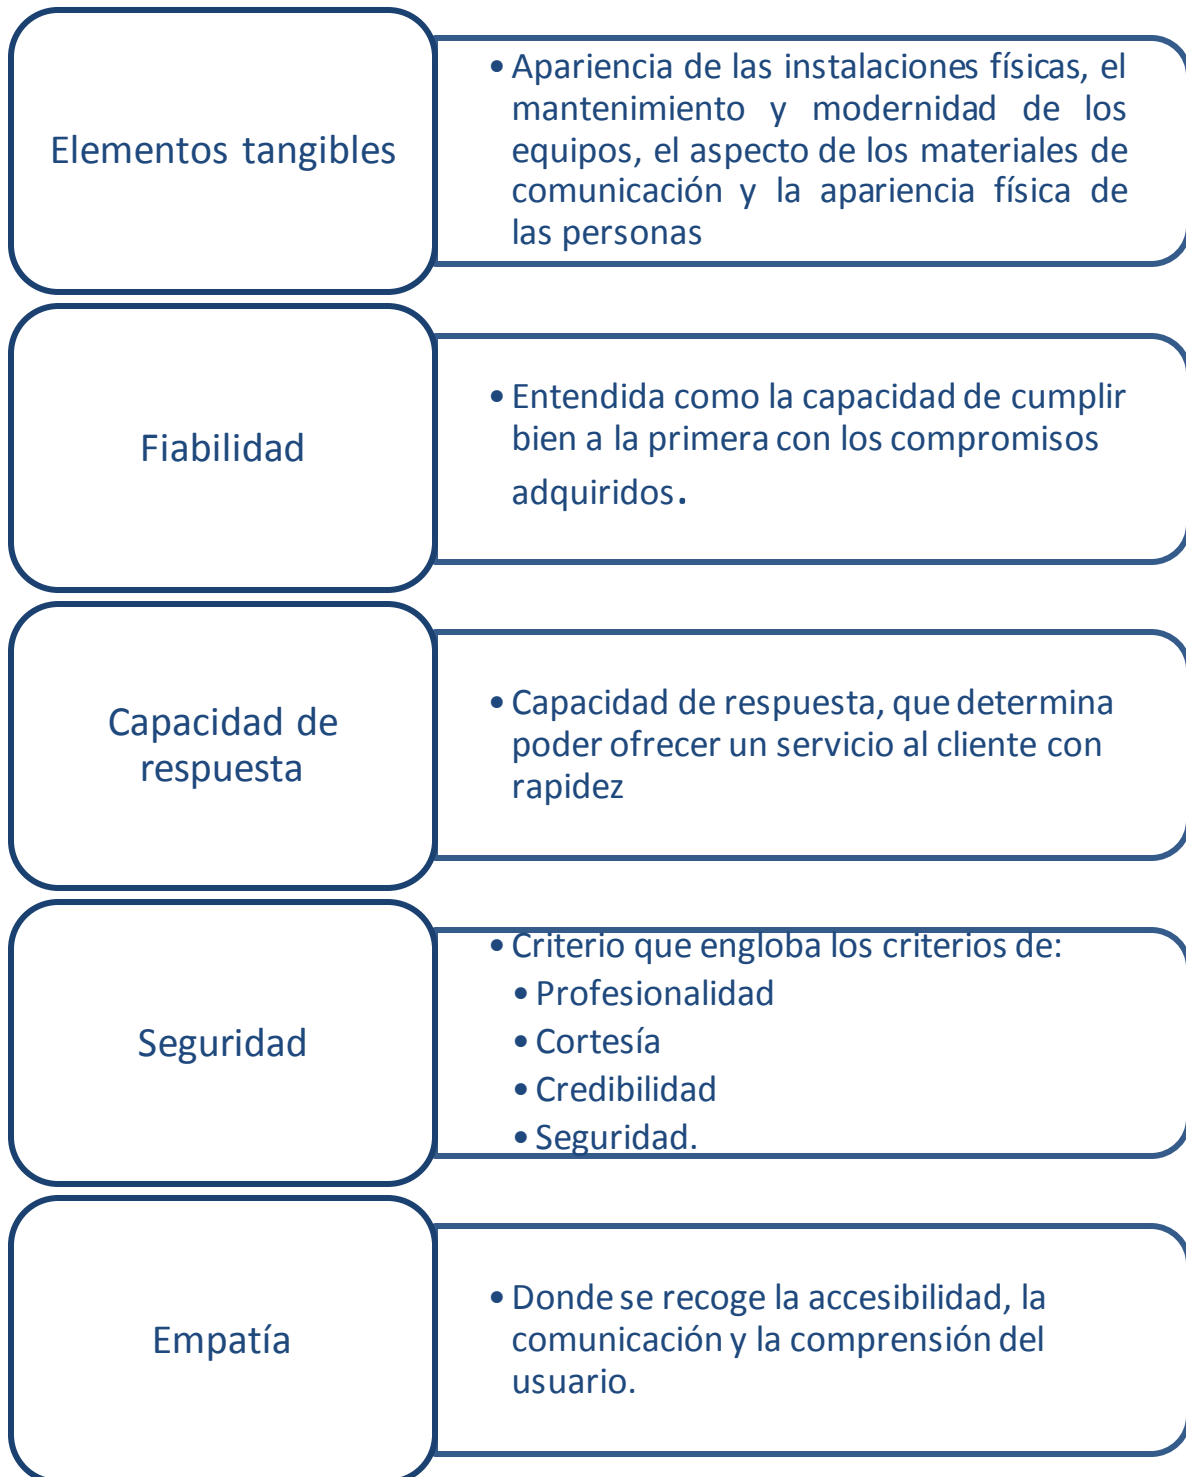 Elementos tangibles
• Apariencia de las instalaciones físicas, el
mantenimiento y modernidad de los
equipos, el aspecto de los materiales de
comunicación y la apariencia física de
las personas
Fiabilidad
• Entendida como la capacidad de cumplir
bien a la primera con los compromisos
adquiridos.
Capacidad de
respuesta
• Capacidad de respuesta, que determina
poder ofrecer un servicio al cliente con
rapidez
Seguridad
• Criterio que engloba los criterios de:
• Profesionalidad
• Cortesía
• Credibilidad
• Seguridad.
Empatía
• Donde se recoge la accesibilidad, la
comunicación y la comprensión del
usuario.